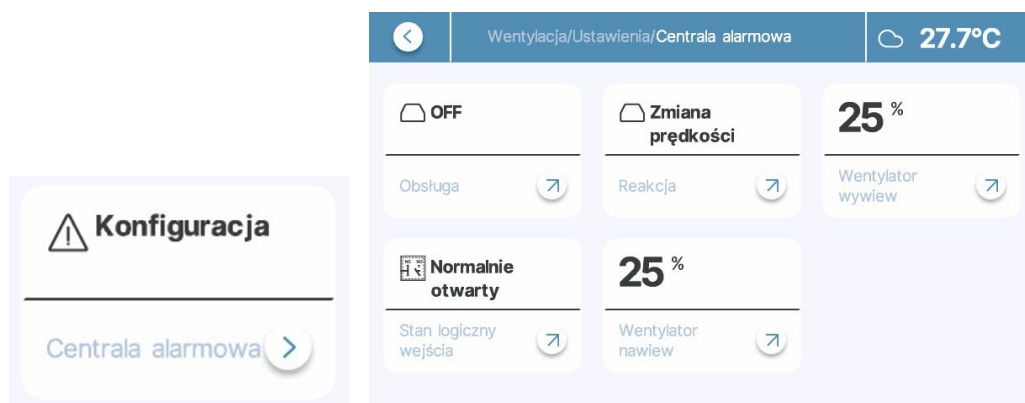 Konfiguracja
Centrala alarmowa
Wentylacja/Ustawienia/Centrala alarmowa
27.7°C
OFF
Obsługa
Zmiana
prędkości
Reakcja
25 %
Wentylator
wywiew
Normalnie
otwarty
Stan logiczny
wejścia
25 %
Wentylator
nawiew